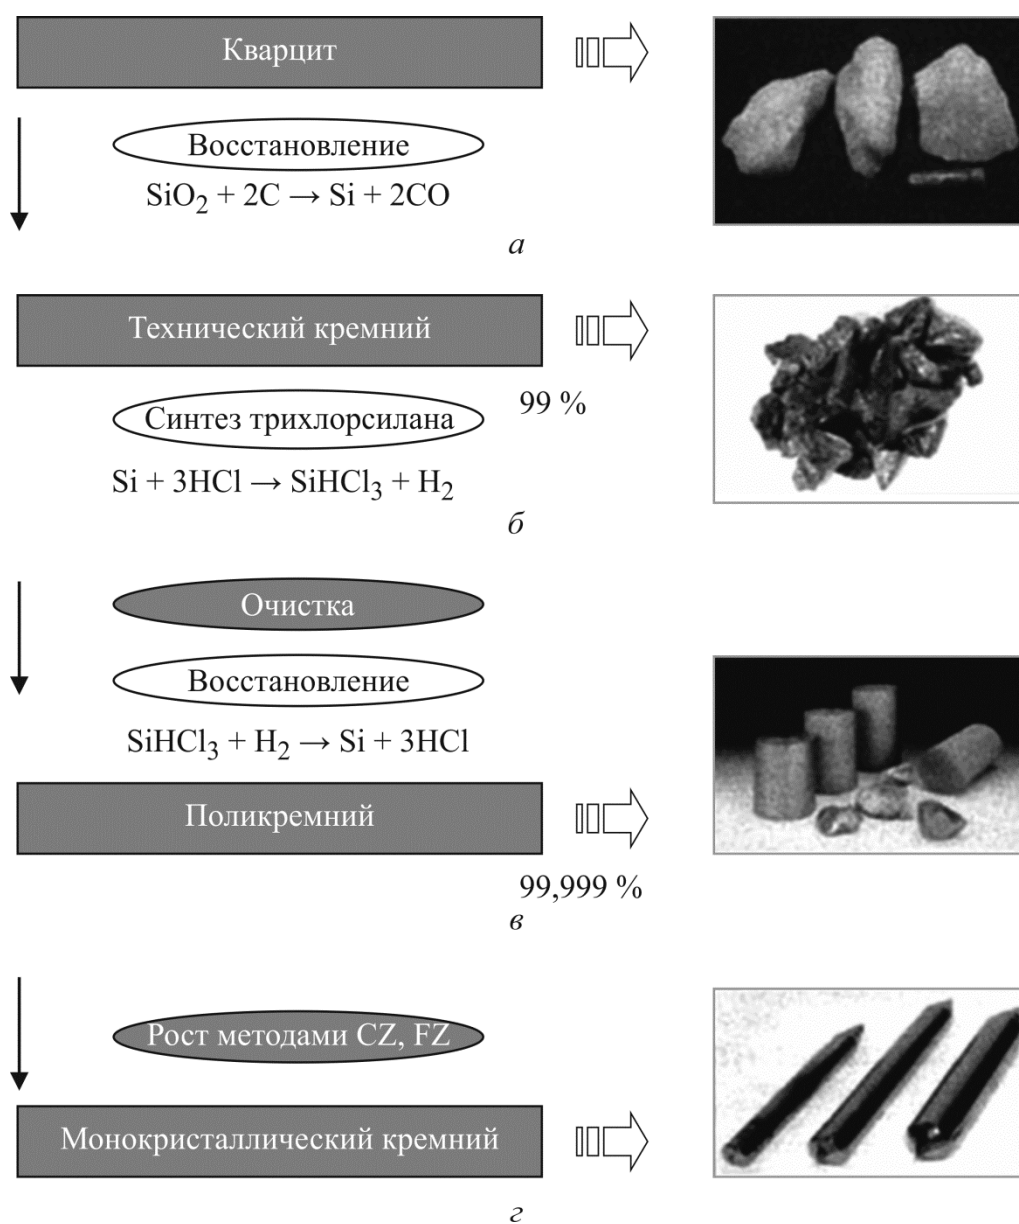 Кварцит
Восстановление
SiO₂ + 2C → Si + 2CO
а
Технический кремний
99 %
Синтез трихлорсилана
Si + 3HCl → SiHCl₃ + H₂
б
Очистка
Восстановление
SiHCl₃ + H₂ → Si + 3HCl
Поликремний
99,999 %
в
Рост методами CZ, FZ
Монокристаллический кремний
г